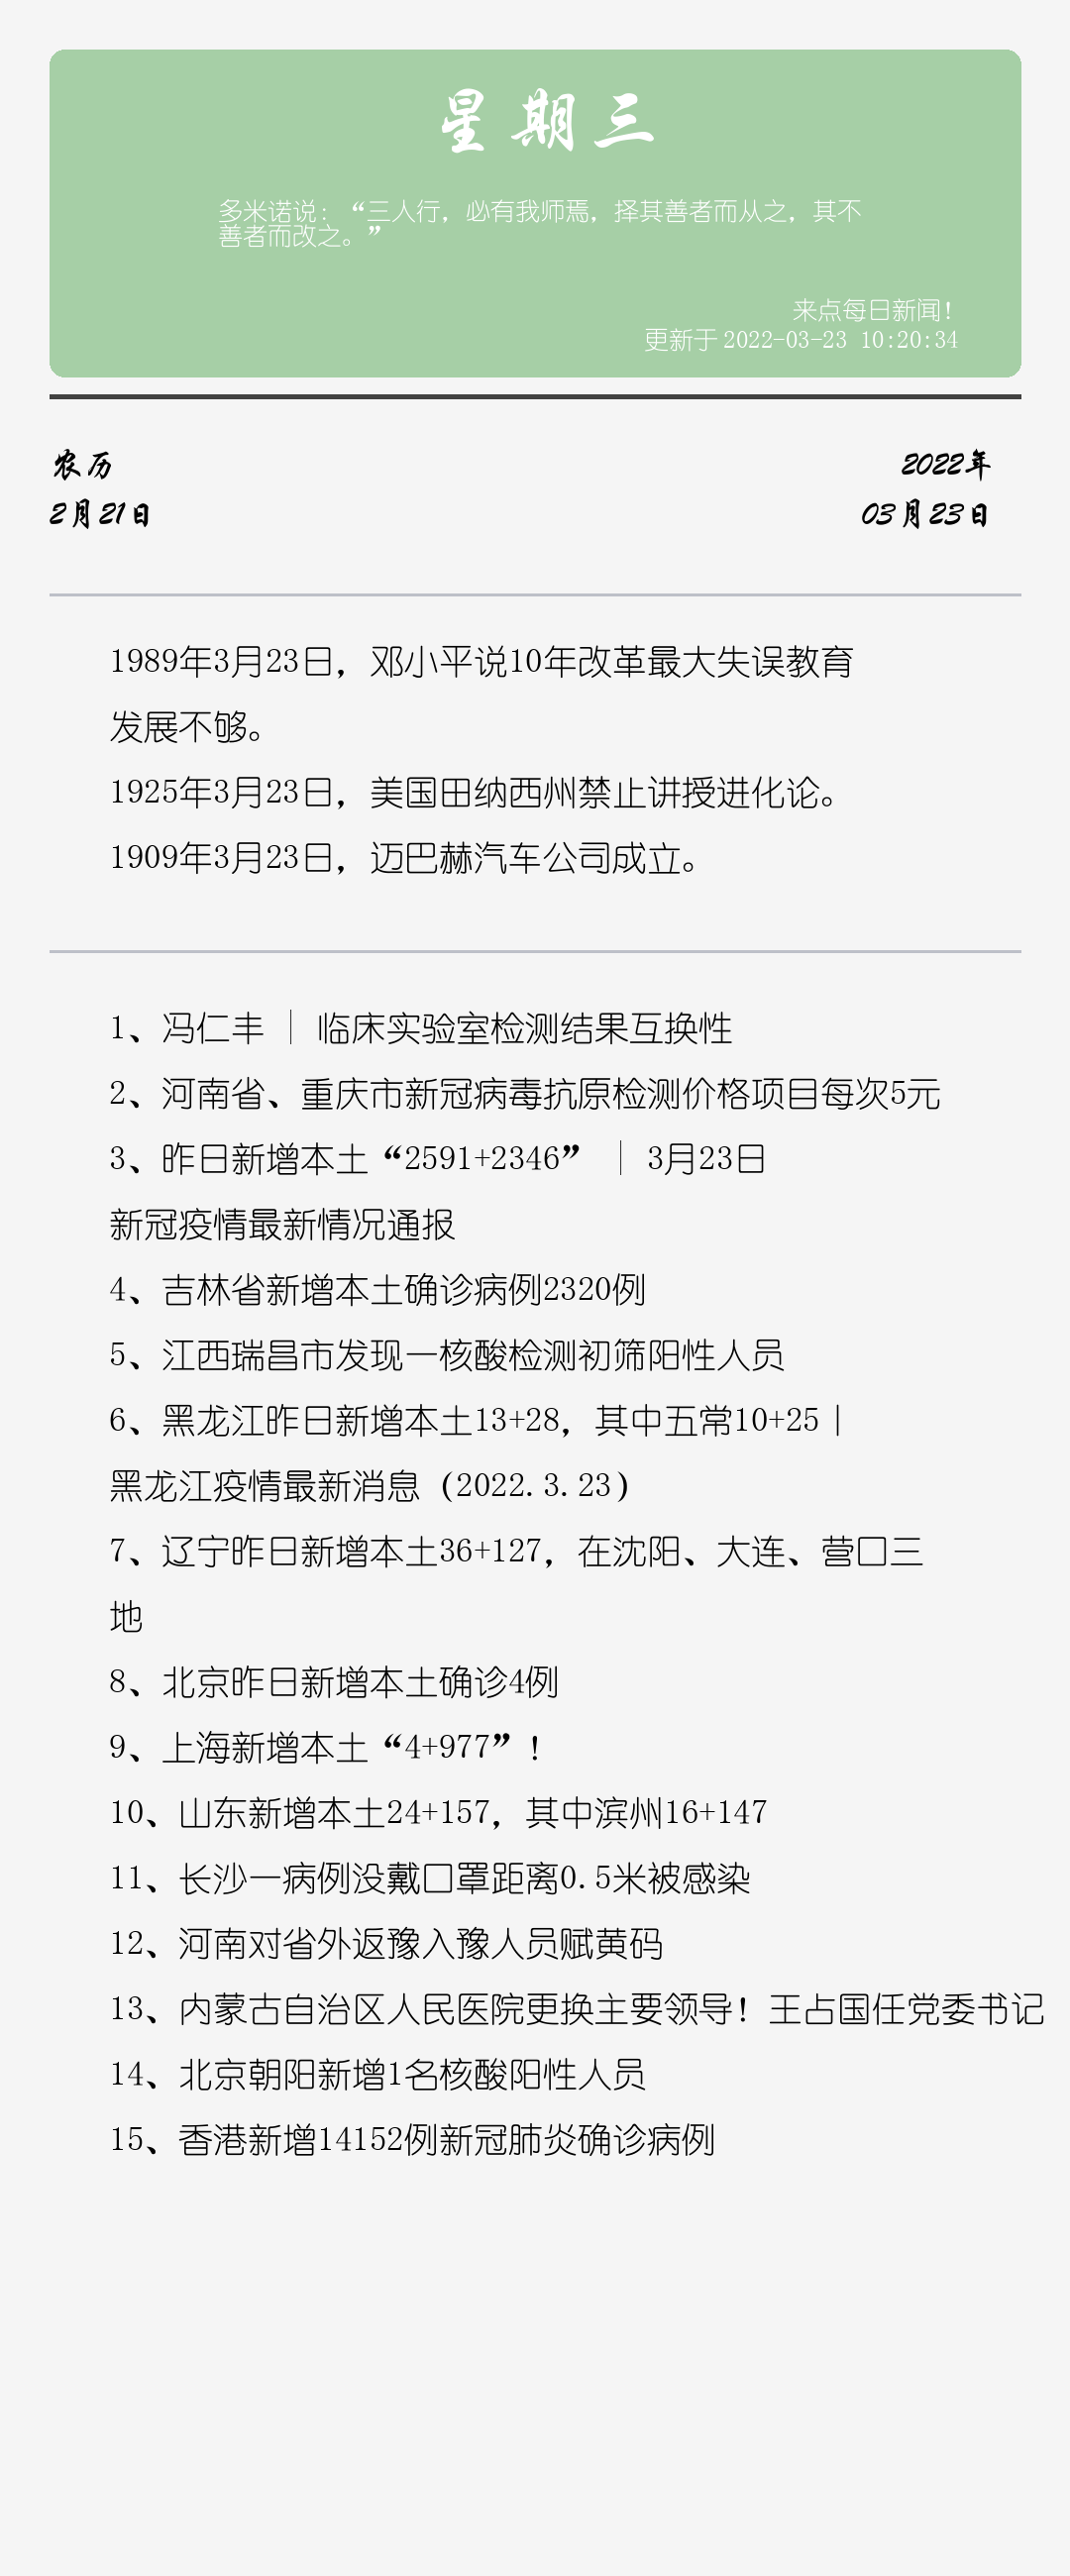 星期三
多米诺说：“三人行，必有我师焉，择其善者而从之，其不
善者而改之。”
来点每日新闻！
更新于 2022-03-23 10:20:34
农历
2月21日
2022年
03月23日
1989年3月23日，邓小平说10年改革最大失误教育
发展不够。
1925年3月23日，美国田纳西州禁止讲授进化论。
1909年3月23日，迈巴赫汽车公司成立。
1、冯仁丰 | 临床实验室检测结果互换性
2、河南省、重庆市新冠病毒抗原检测价格项目每次5元
3、昨日新增本土“2591+2346” | 3月23日
新冠疫情最新情况通报
4、吉林省新增本土确诊病例2320例
5、江西瑞昌市发现一核酸检测初筛阳性人员
6、黑龙江昨日新增本土13+28，其中五常10+25丨
黑龙江疫情最新消息（2022.3.23）
7、辽宁昨日新增本土36+127，在沈阳、大连、营口三
地
8、北京昨日新增本土确诊4例
9、上海新增本土“4+977”！
10、山东新增本土24+157，其中滨州16+147
11、长沙一病例没戴口罩距离0.5米被感染
12、河南对省外返豫入豫人员赋黄码
13、内蒙古自治区人民医院更换主要领导！王占国任党委书记
14、北京朝阳新增1名核酸阳性人员
15、香港新增14152例新冠肺炎确诊病例